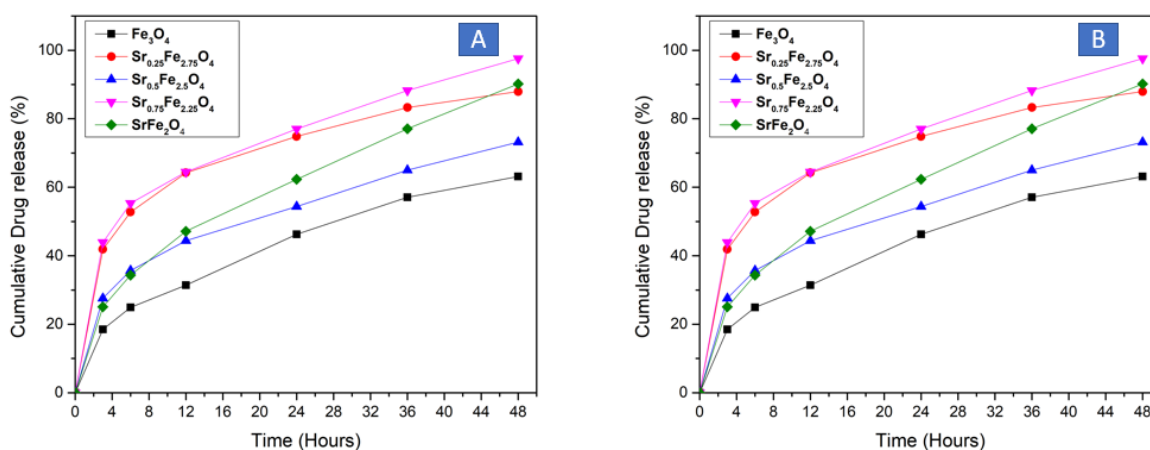 A
Fe3O4
Sr0.25Fe2.75O4
Sr0.5Fe2.5O4
Sr0.75Fe2.25O4
SrFe2O4
Cumulative Drug release (%)
100
80
60
40
20
0
0 4 8 12 16 20 24 28 32 36 40 44 48
Time (Hours)
B
Fe3O4
Sr0.25Fe2.75O4
Sr0.5Fe2.5O4
Sr0.75Fe2.25O4
SrFe2O4
Cumulative Drug release (%)
100
80
60
40
20
0
0 4 8 12 16 20 24 28 32 36 40 44 48
Time (Hours)